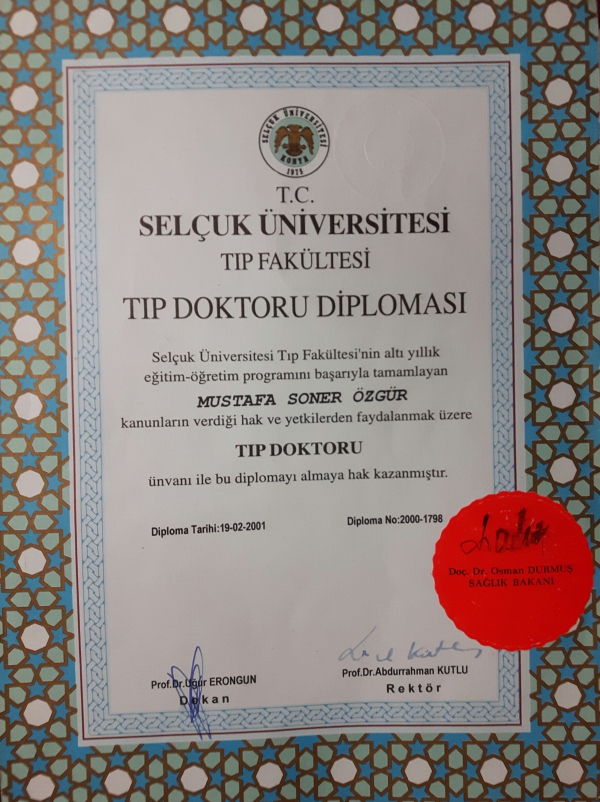 SELÇUK ÜNİVERSİTESİ
KONYA
1975
T.C.
SELÇUK ÜNİVERSİTESİ
TIP FAKÜLTESİ
TIP DOKTORU DİPLOMASI
Selçuk Üniversitesi Tıp Fakültesi'nin altı yıllık
eğitim-öğretim programını başarıyla tamamlayan
MUSTAFA SONER ÖZGÜR
kanunların verdiği hak ve yetkilerden faydalanmak üzere
TIP DOKTORU
ünvanı ile bu diplomayı almaya hak kazanmıştır.
Diploma Tarihi:19-02-2001
Diploma No:2000-1798
Doç. Dr. Osman DURMUŞ
SAĞLIK BAKANI
Prof.Dr.Uğur ERONGUN
Dekan
Prof.Dr.Abdurrahman KUTLU
Rektör